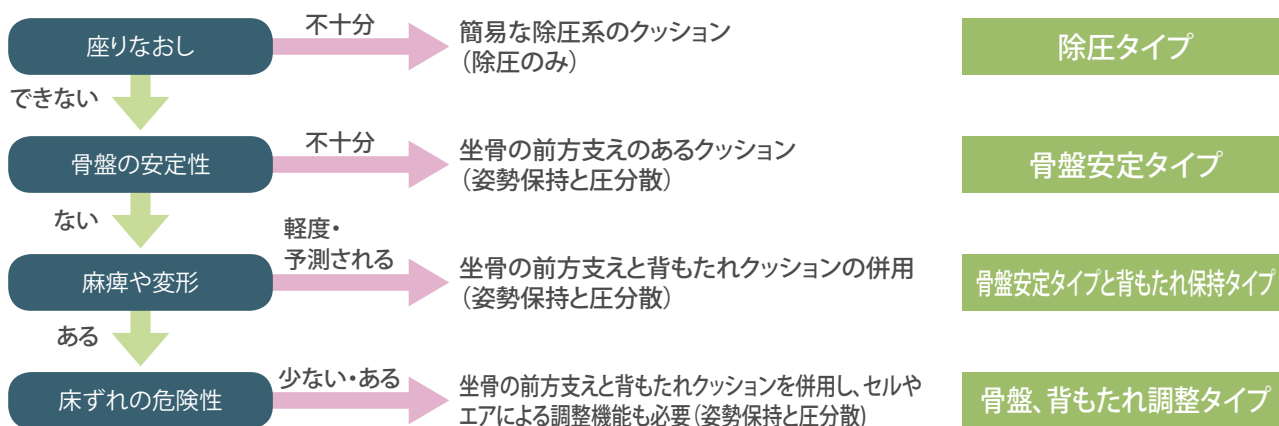 座りなおし
不十分
簡易な除圧系のクッション
（除圧のみ）
除圧タイプ
できない
骨盤の安定性
不十分
坐骨の前方支えのあるクッション
（姿勢保持と圧分散）
骨盤安定タイプ
ない
麻痺や変形
軽度・
予測される
坐骨の前方支えと背もたれクッションの併用
（姿勢保持と圧分散）
骨盤安定タイプと背もたれ保持タイプ
ある
床ずれの危険性
少ない・ある
坐骨の前方支えと背もたれクッションを併用し、セルや
エアによる調整機能も必要（姿勢保持と圧分散）
骨盤、背もたれ調整タイプ